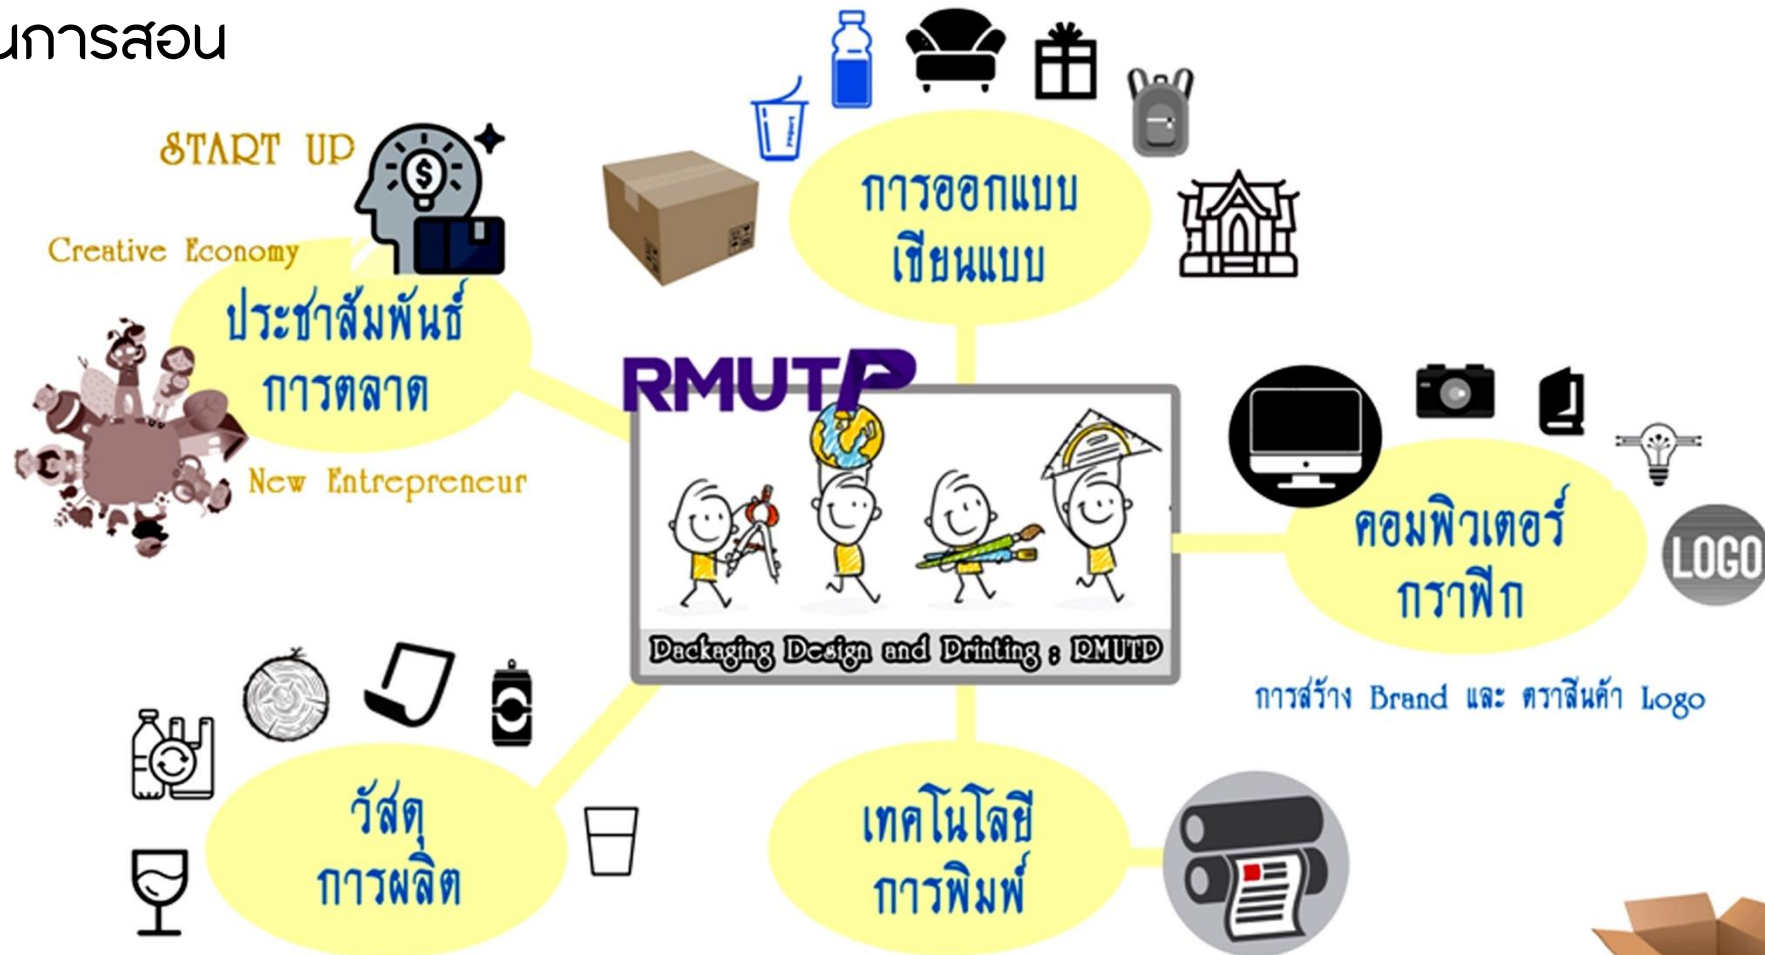 นการสอน
START UP
Creative Economy
ประชาสัมพันธ์
การตลาด
New Entrepreneur
การออกแบบ
เขียนแบบ
RMUTP
Packaging Design and Printing : RMUTP
คอมพิวเตอร์
กราฟิก
LOGO
การสร้าง Brand และ ตราสินค้า Logo
วัสดุ
การผลิต
เทคโนโลยี
การพิมพ์